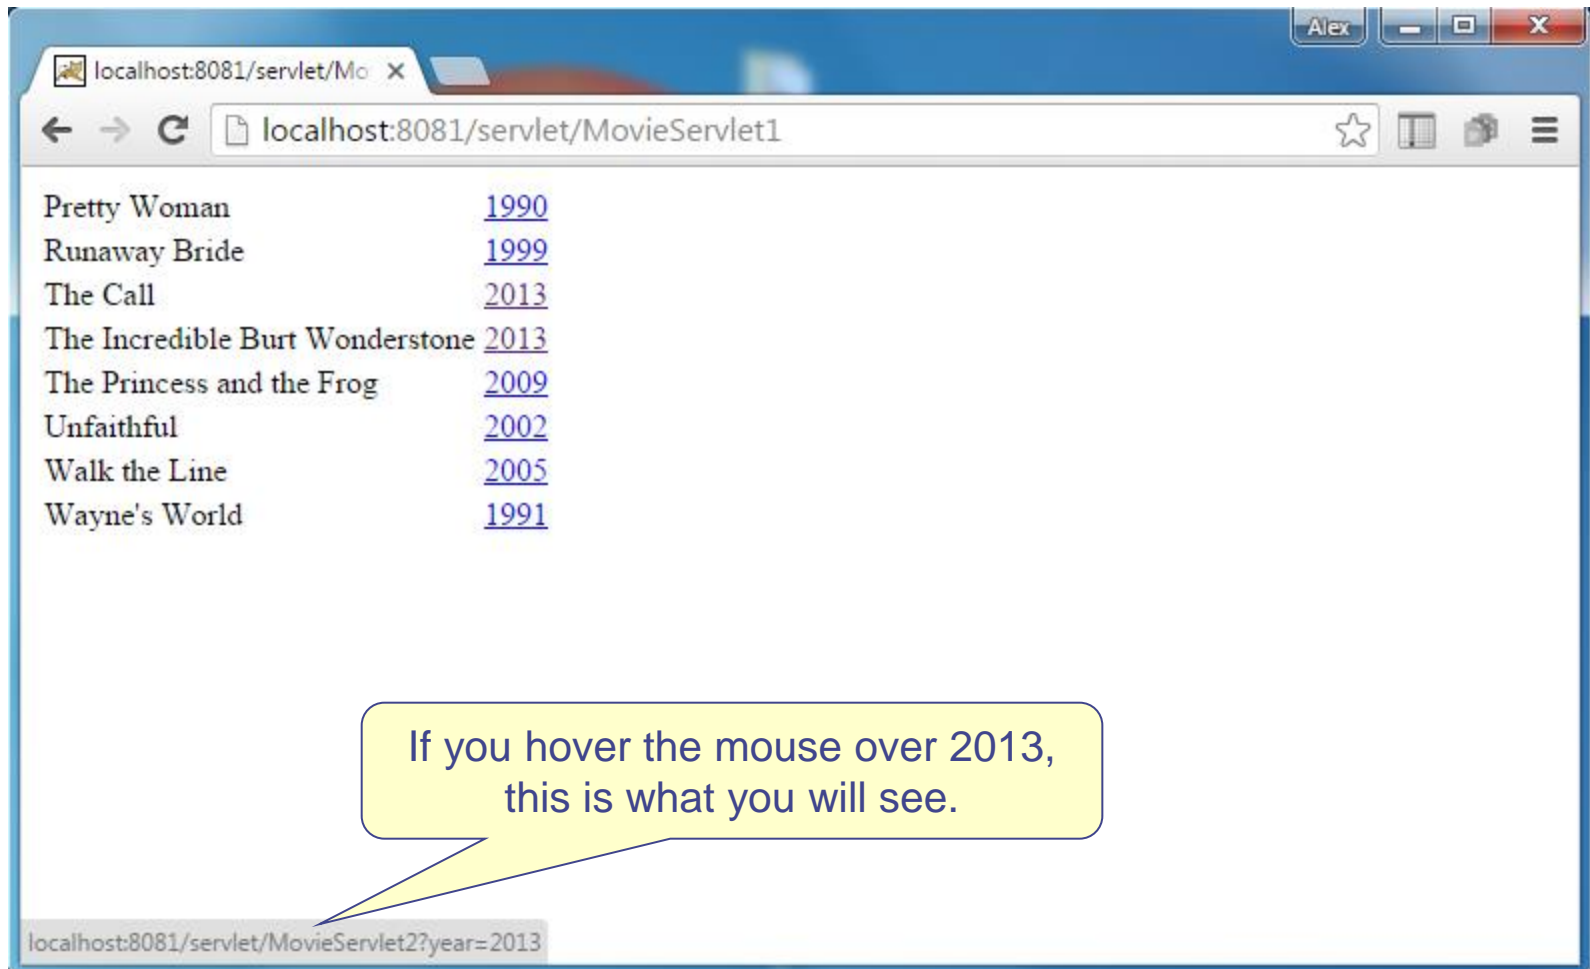 Alex
localhost:8081/servlet/Mo
localhost:8081/servlet/MovieServlet1
Pretty Woman 1990
Runaway Bride 1999
The Call 2013
The Incredible Burt Wonderstone 2013
The Princess and the Frog 2009
Unfaithful 2002
Walk the Line 2005
Wayne's World 1991
If you hover the mouse over 2013,
this is what you will see.
localhost:8081/servlet/MovieServlet2?year=2013